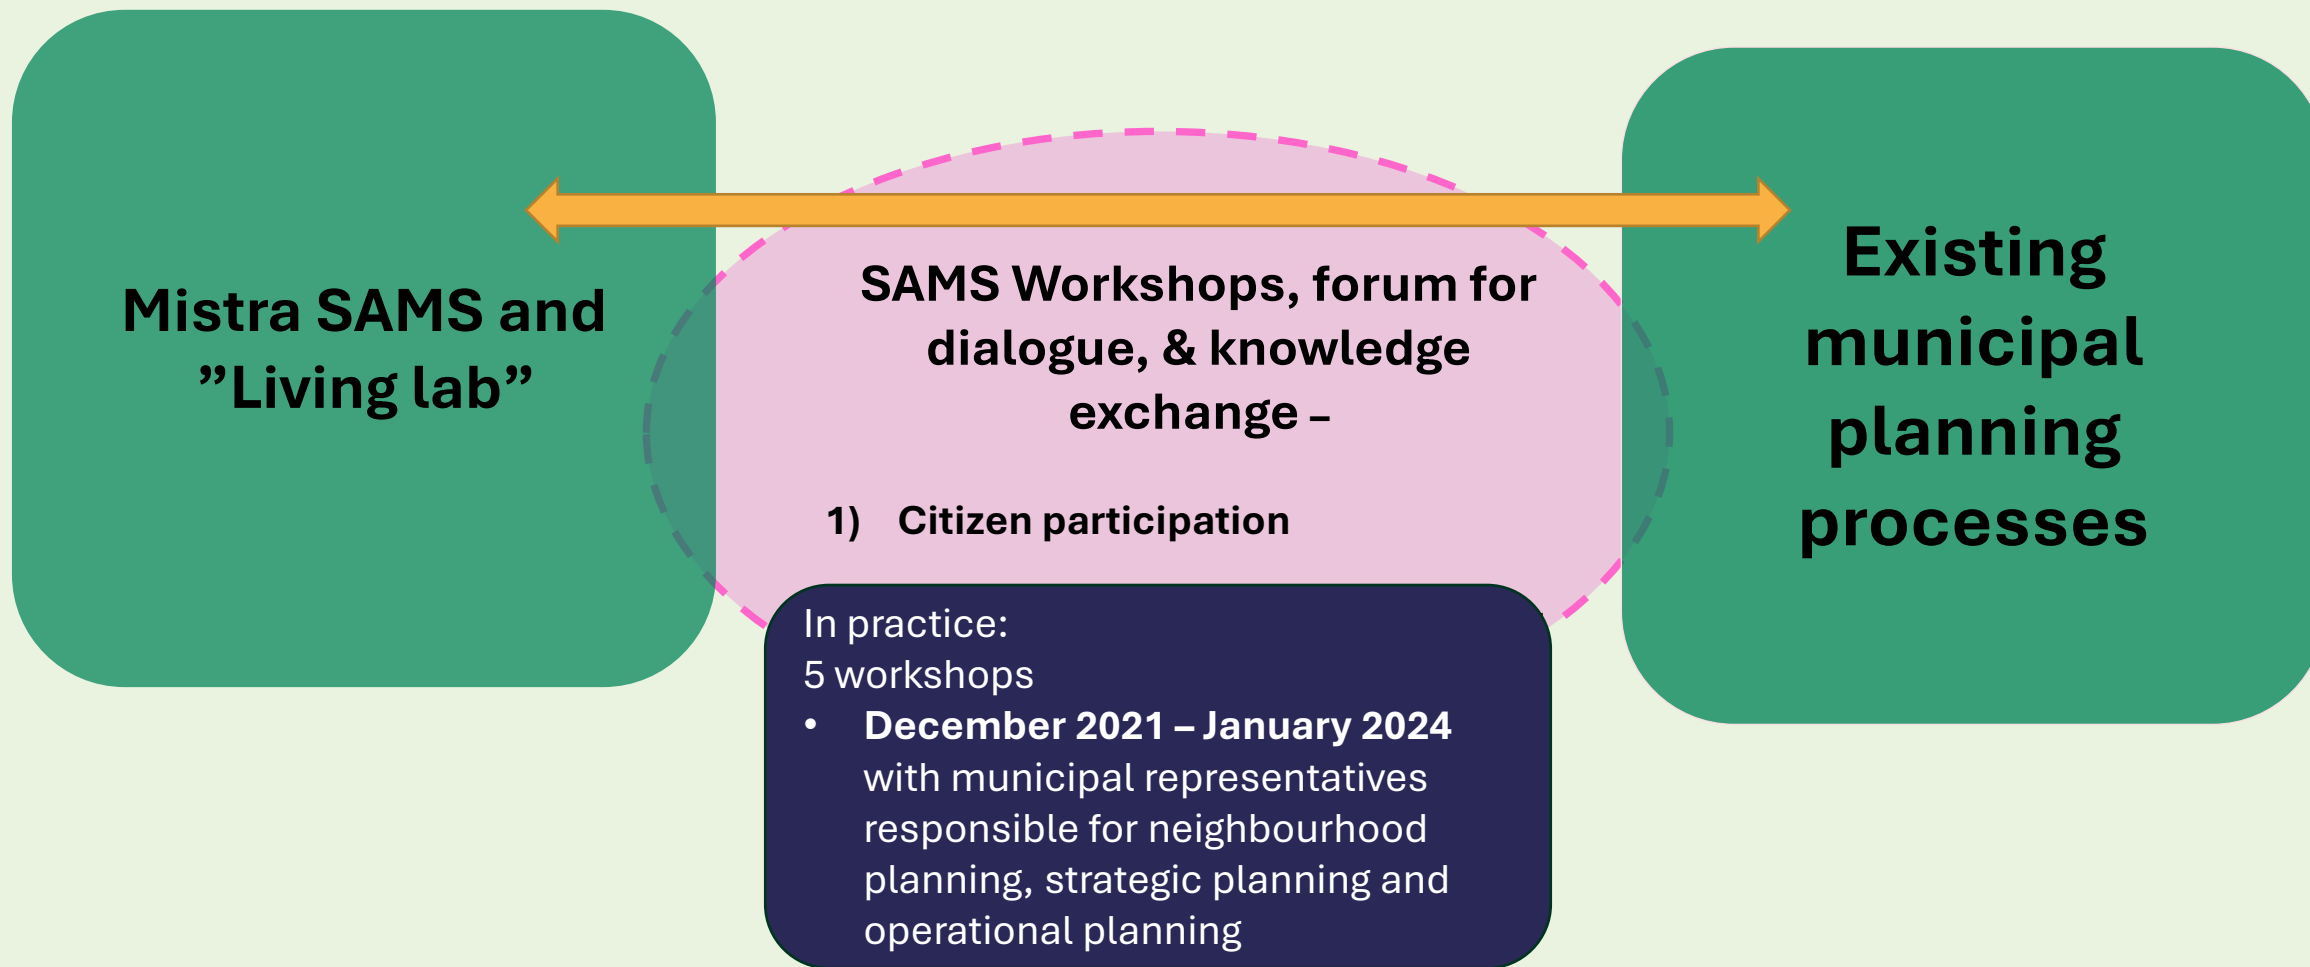 Mistra SAMS and
”Living lab”
SAMS Workshops, forum for
dialogue, & knowledge
exchange –
1) Citizen participation
In practice:
5 workshops
• December 2021 – January 2024
with municipal representatives
responsible for neighbourhood
planning, strategic planning and
operational planning
Existing
municipal
planning
processes